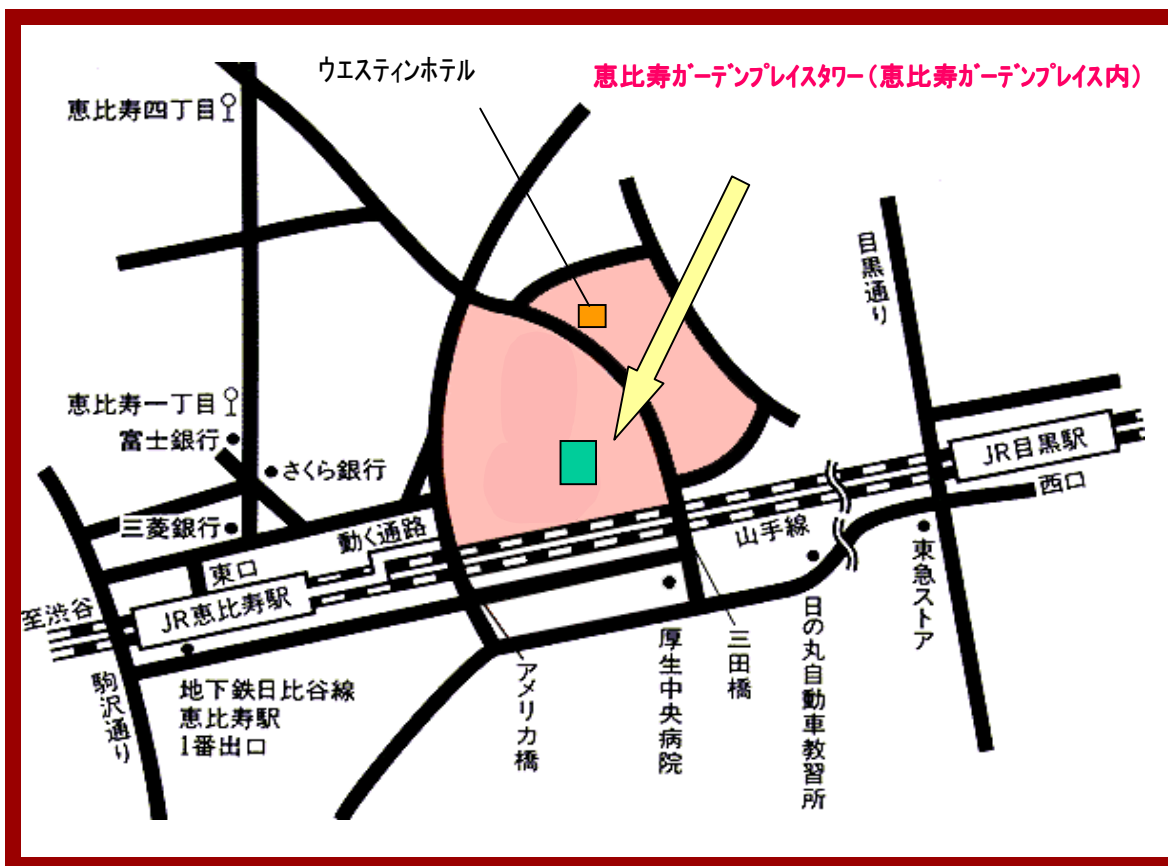 ウエスティンホテル
恵比寿ガーデンプレイスタワー(恵比寿ガーデンプレイス内)
恵比寿四丁目
目黒通り
恵比寿一丁目
富士銀行
さくら銀行
三菱銀行
動く通路
東口
JR恵比寿駅
至渋谷
駒沢通り
地下鉄日比谷線
恵比寿駅
1番出口
アメリカ橋
厚生中央病院
三田橋
山手線
日の丸自動車教習所
東急ストア
西口
JR目黒駅